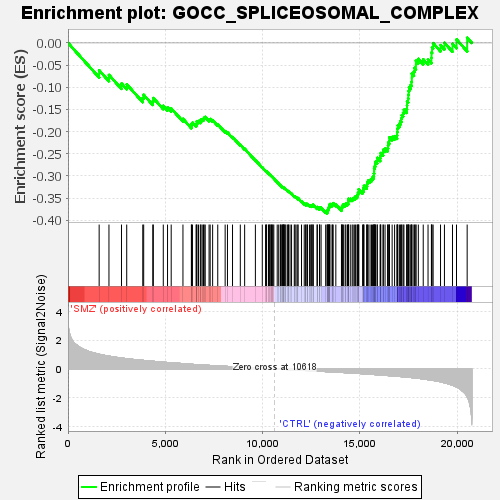 Enrichment plot: GOCC_SPLICEOSOMAL_COMPLEX
Enrichment score (ES)
0.00
-0.05
-0.10
-0.15
-0.20
-0.25
-0.30
-0.35
-0.40
'SMZ' (positively correlated)
Ranked list metric (Signal2Noise)
4
2
0
-2
-4
Zero cross at 10618
'CTRL' (negatively correlated)
0
5,000
10,000
15,000
20,000
Rank in Ordered Dataset
Enrichment profile
Hits
Ranking metric scores